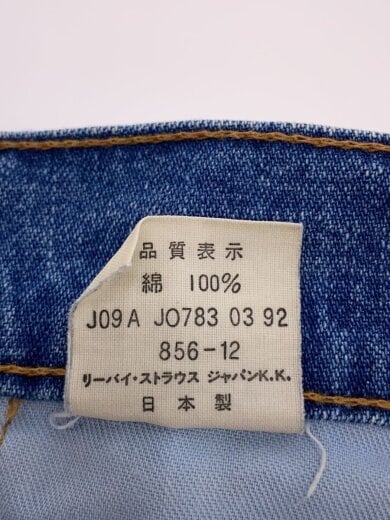 品質表示
綿 100%
J09A J0783 03 92
856-12
リーバイ・ストラウス ジャパンK.K.
日本製